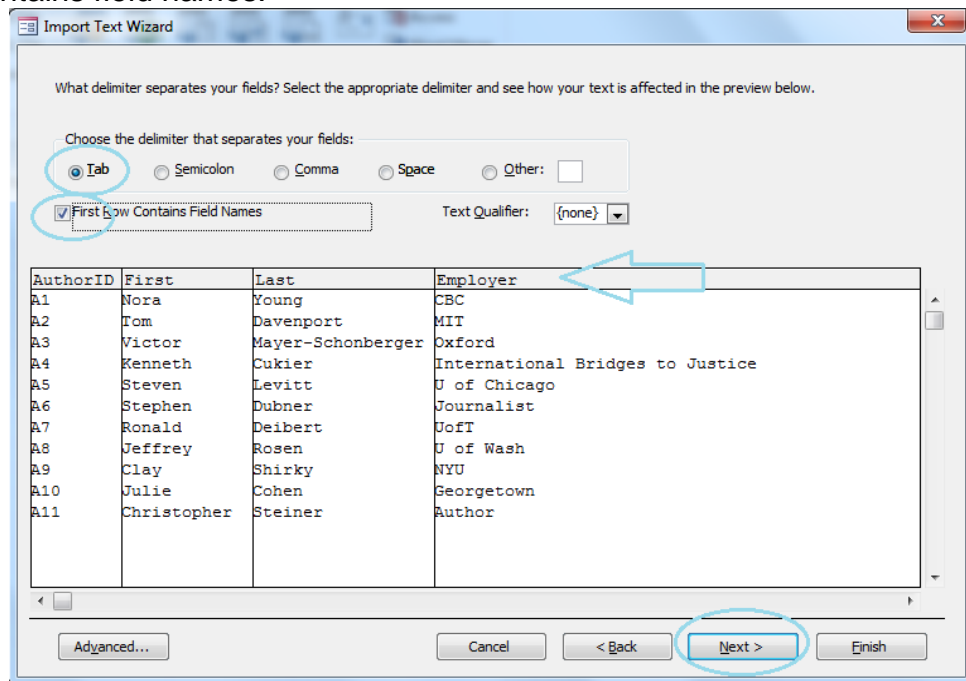 ntains field names.
Import Text Wizard
What delimiter separates your fields? Select the appropriate delimiter and see how your text is affected in the preview below.
Choose the delimiter that separates your fields:
Tab Semicolon Comma Space Other:
First Row Contains Field Names Text Qualifier: {none}
AuthorID First Last Employer
A1 Nora Young CBC
A2 Tom Davenport MIT
A3 Victor Mayer-Schonberger Oxford
A4 Kenneth Cukier International Bridges to Justice
A5 Steven Levitt U of Chicago
A6 Stephen Dubner Journalist
A7 Ronald Deibert UofT
A8 Jeffrey Rosen U of Wash
A9 Clay Shirky NYU
A10 Julie Cohen Georgetown
A11 Christopher Steiner Author
Advanced... Cancel < Back Next > Finish